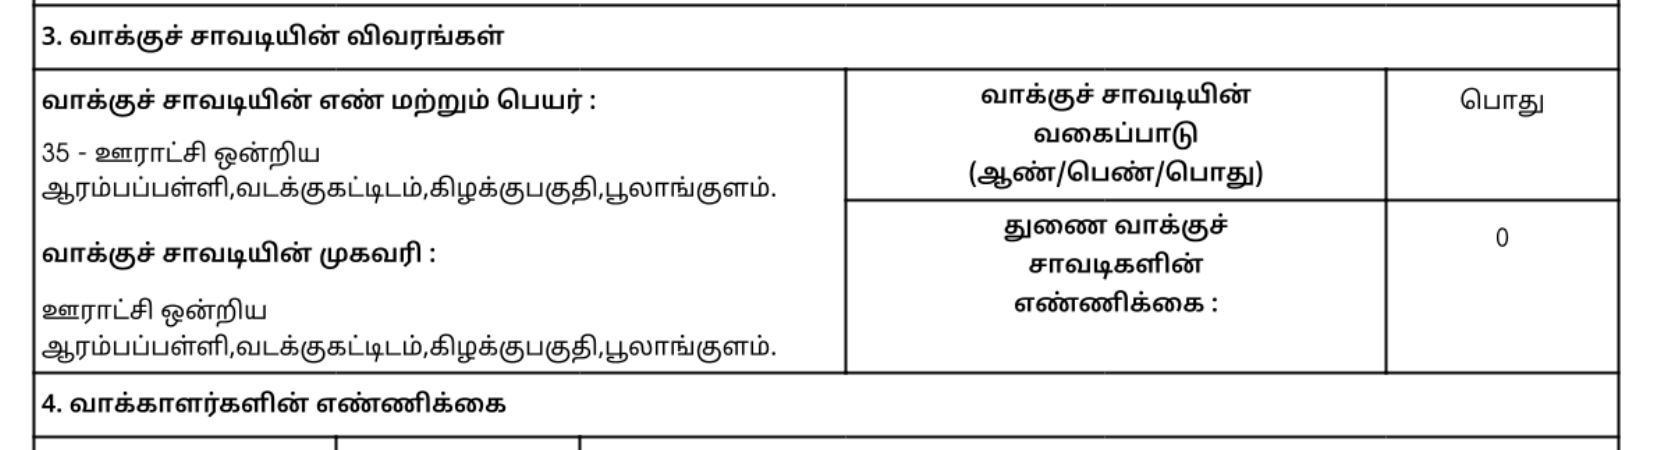 3. வாக்குச் சாவடியின் விவரங்கள்
வாக்குச் சாவடியின் எண் மற்றும் பெயர் :
35 - ஊராட்சி ஒன்றிய
ஆரம்பப்பள்ளி,வடக்குகட்டிடம்,கிழக்குபகுதி,பூலாங்குளம்.
வாக்குச் சாவடியின் முகவரி :
ஊராட்சி ஒன்றிய
ஆரம்பப்பள்ளி,வடக்குகட்டிடம்,கிழக்குபகுதி,பூலாங்குளம்.
வாக்குச் சாவடியின்
வகைப்பாடு
(ஆண்/பெண்/பொது)
பொது
துணை வாக்குச்
சாவடிகளின்
எண்ணிக்கை :
0
4. வாக்காளர்களின் எண்ணிக்கை